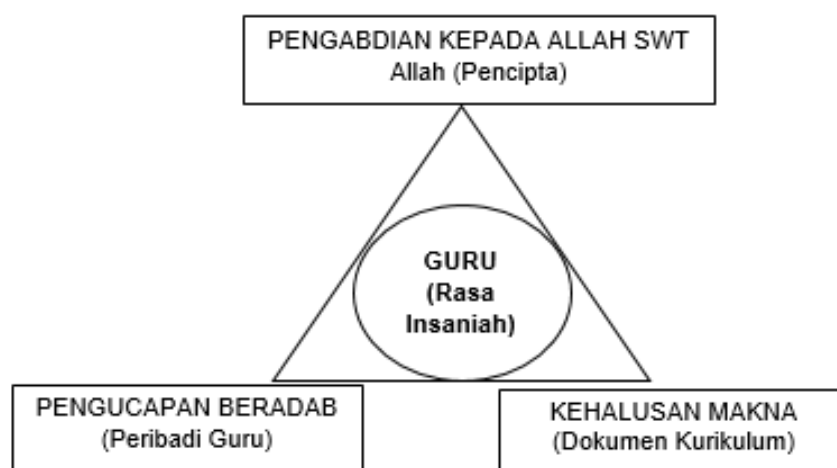 PENGABDIAN KEPADA ALLAH SWT
Allah (Pencipta)
GURU
(Rasa
Insaniah)
PENGUCAPAN BERADAB
(Peribadi Guru)
KEHALUSAN MAKNA
(Dokumen Kurikulum)